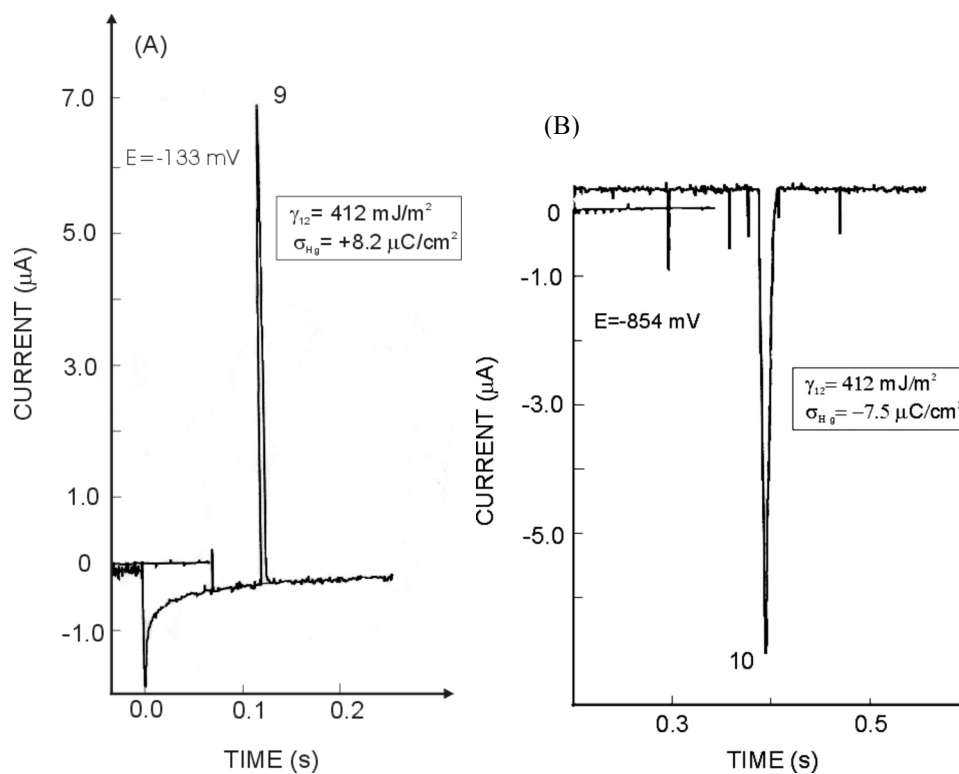 (A)
7.0
9
E=-133 mV
γ₁₂= 412 mJ/m²
σHg= +8.2 μC/cm²
5.0
3.0
1.0
0
-1.0
CURRENT (μA)
0.0 0.1 0.2
TIME (s)
(B)
0
-1.0
E=-854 mV
γ₁₂= 412 mJ/m²
σHg= −7.5 μC/cm²
-3.0
-5.0
10
CURRENT (μA)
0.3 0.5
TIME (s)